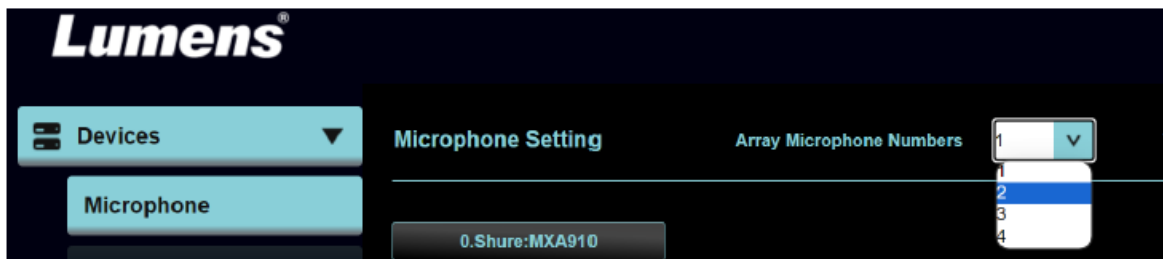 Lumens®
Devices
Microphone Setting Array Microphone Numbers 1
1
Microphone
2
3
0.Shure:MXA910
4